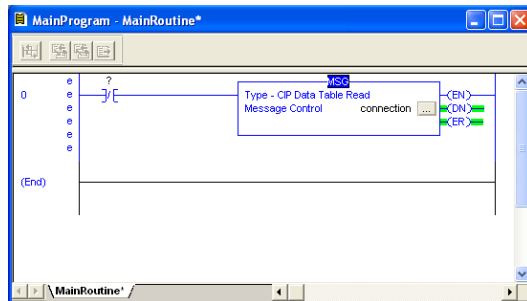 MainProgram - MainRoutine*
MSG
e ?
0 e Type - CIP Data Table Read (EN)
e Message Control connection ... (DN)
e (ER)
e
e
(End)
MainRoutine*